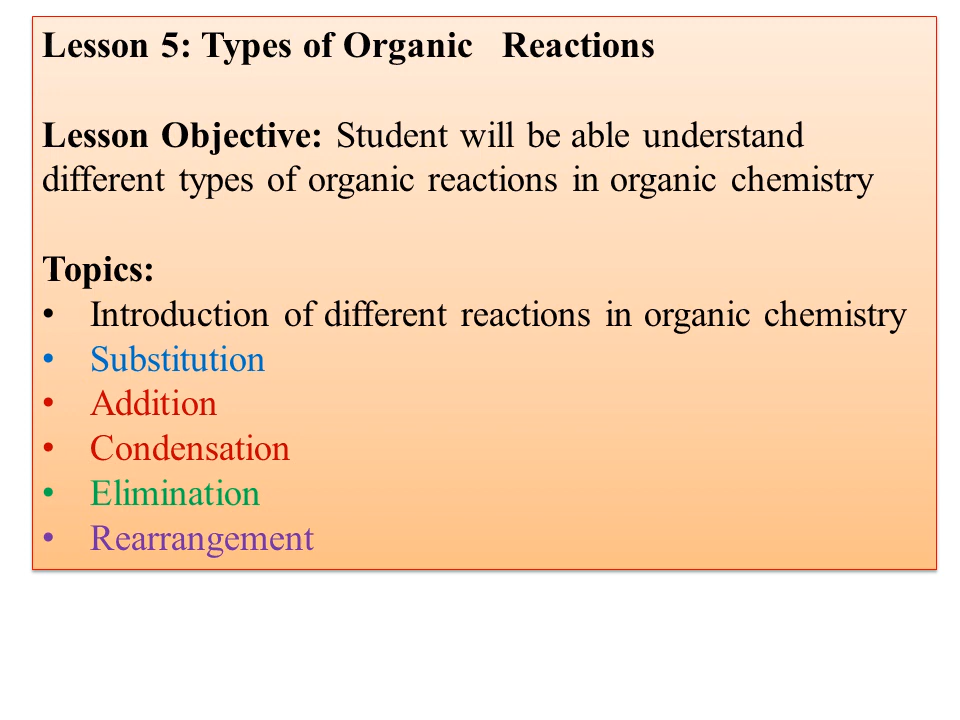 Lesson 5: Types of Organic   Reactions
Lesson Objective: Student will be able understand
different types of organic reactions in organic chemistry
Topics:
• Introduction of different reactions in organic chemistry
• Substitution
• Addition
• Condensation
• Elimination
• Rearrangement